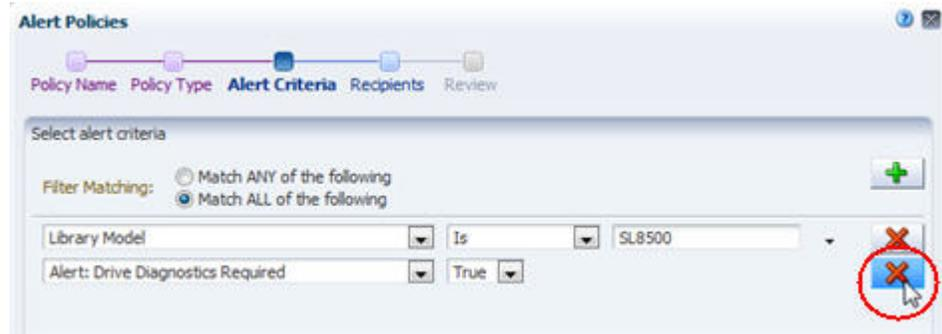 Alert Policies
Policy Name Policy Type Alert Criteria Recipients Review
Select alert criteria
Filter Matching:
Match ANY of the following
Match ALL of the following
Library Model Is SL8500
Alert: Drive Diagnostics Required True